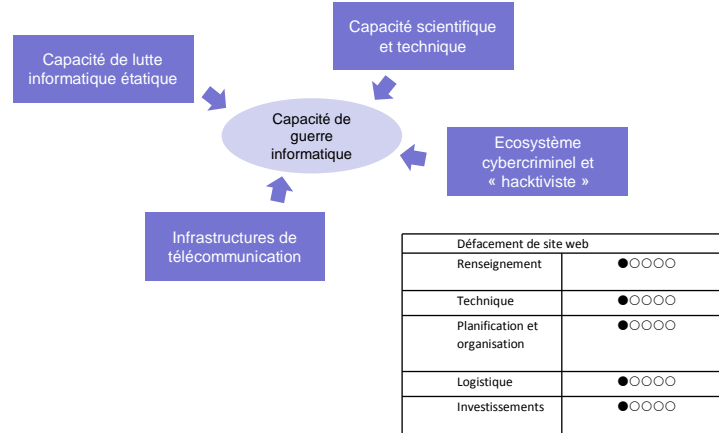 Capacité scientifique
et technique
Capacité de lutte
informatique étatique
Capacité de
guerre
informatique
Ecosystème
cybercriminel et
« hacktiviste »
Infrastructures de
télécommunication
Défacement de site web
Renseignement ●○○○○
Technique ●○○○○
Planification et ●○○○○
organisation
Logistique ●○○○○
Investissements ●○○○○